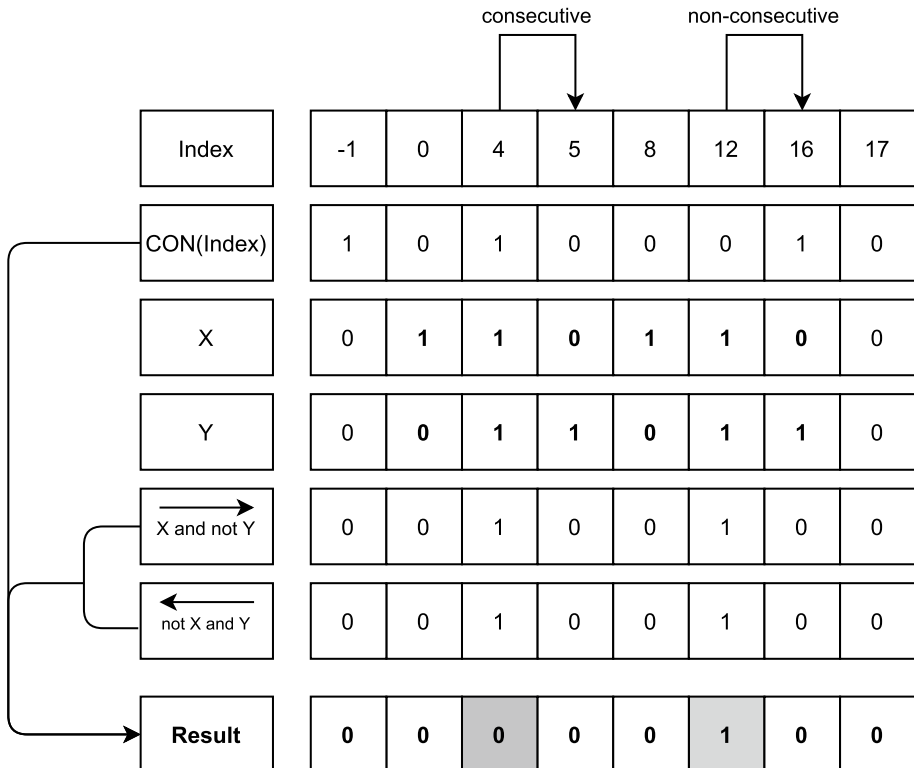 consecutive non-consecutive
Index -1 0 4 5 8 12 16 17
CON(Index) 1 0 1 0 0 0 1 0
X 0 1 1 0 1 1 0 0
Y 0 0 1 1 0 1 1 0
X and not Y 0 0 1 0 0 1 0 0
not X and Y 0 0 1 0 0 1 0 0
Result 0 0 0 0 0 1 0 0